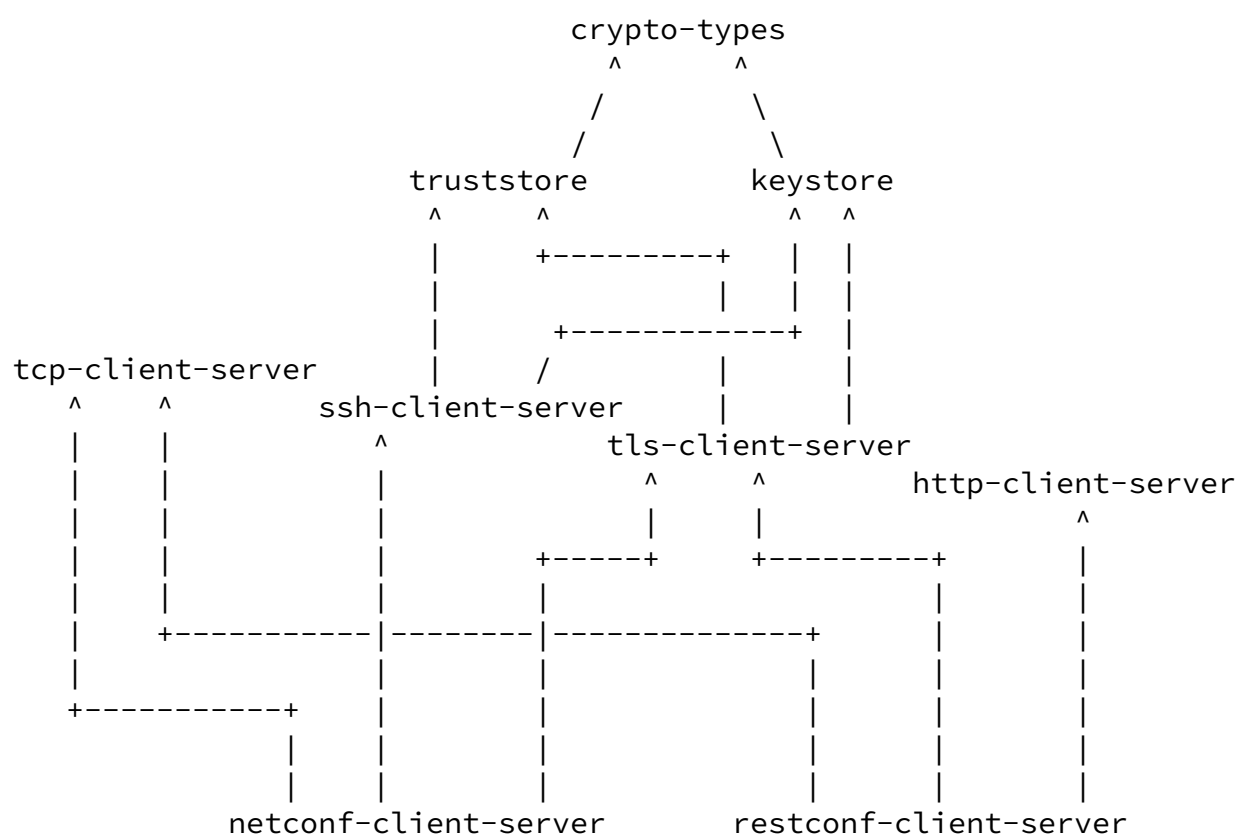 crypto-types
truststore keystore
tcp-client-server
ssh-client-server
tls-client-server
http-client-server
netconf-client-server restconf-client-server